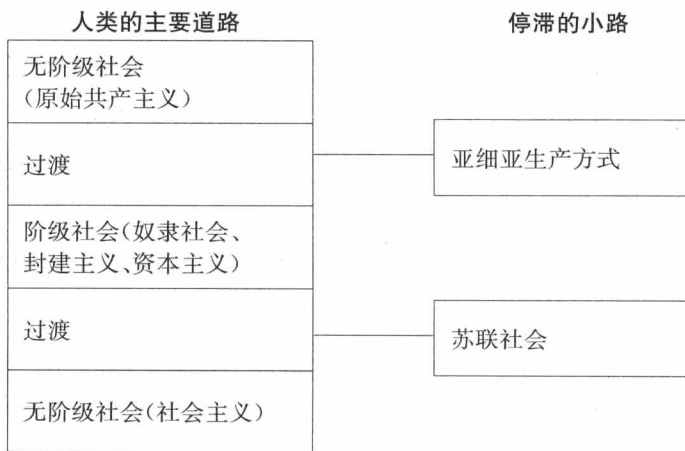 人类的主要道路
停滞的小路
无阶级社会
（原始共产主义）
过渡
亚细亚生产方式
阶级社会（奴隶社会、
封建主义、资本主义）
过渡
苏联社会
无阶级社会（社会主义）